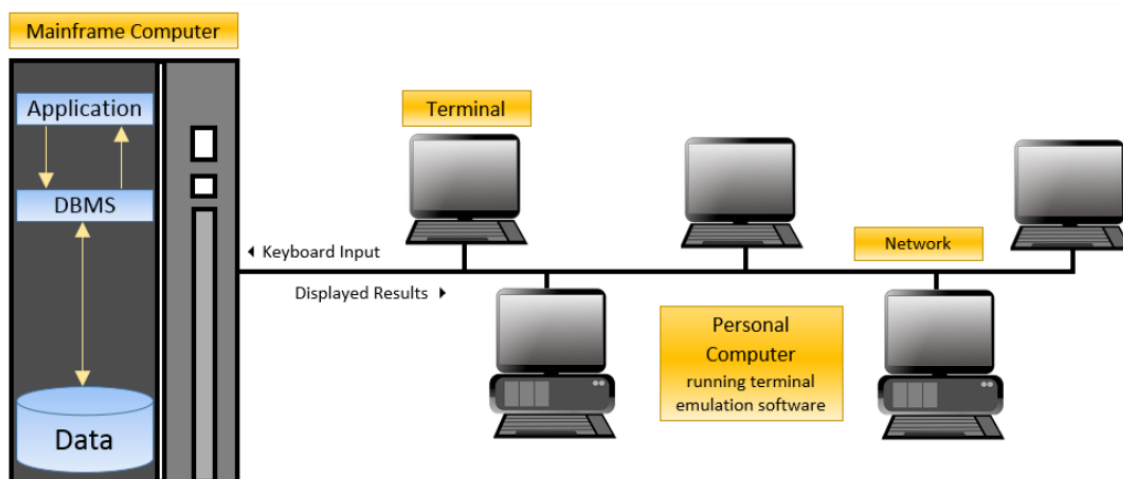 Mainframe Computer
Application
DBMS
Data
Terminal
Keyboard Input
Displayed Results
Network
Personal
Computer
running terminal
emulation software